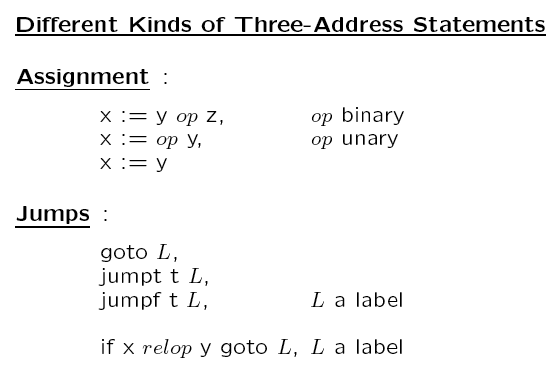 Different Kinds of Three-Address Statements
Assignment :
x := y op z, op binary
x := op y, op unary
x := y
Jumps :
goto L,
jumpt t L,
jumpf t L, L a label
if x relop y goto L, L a label